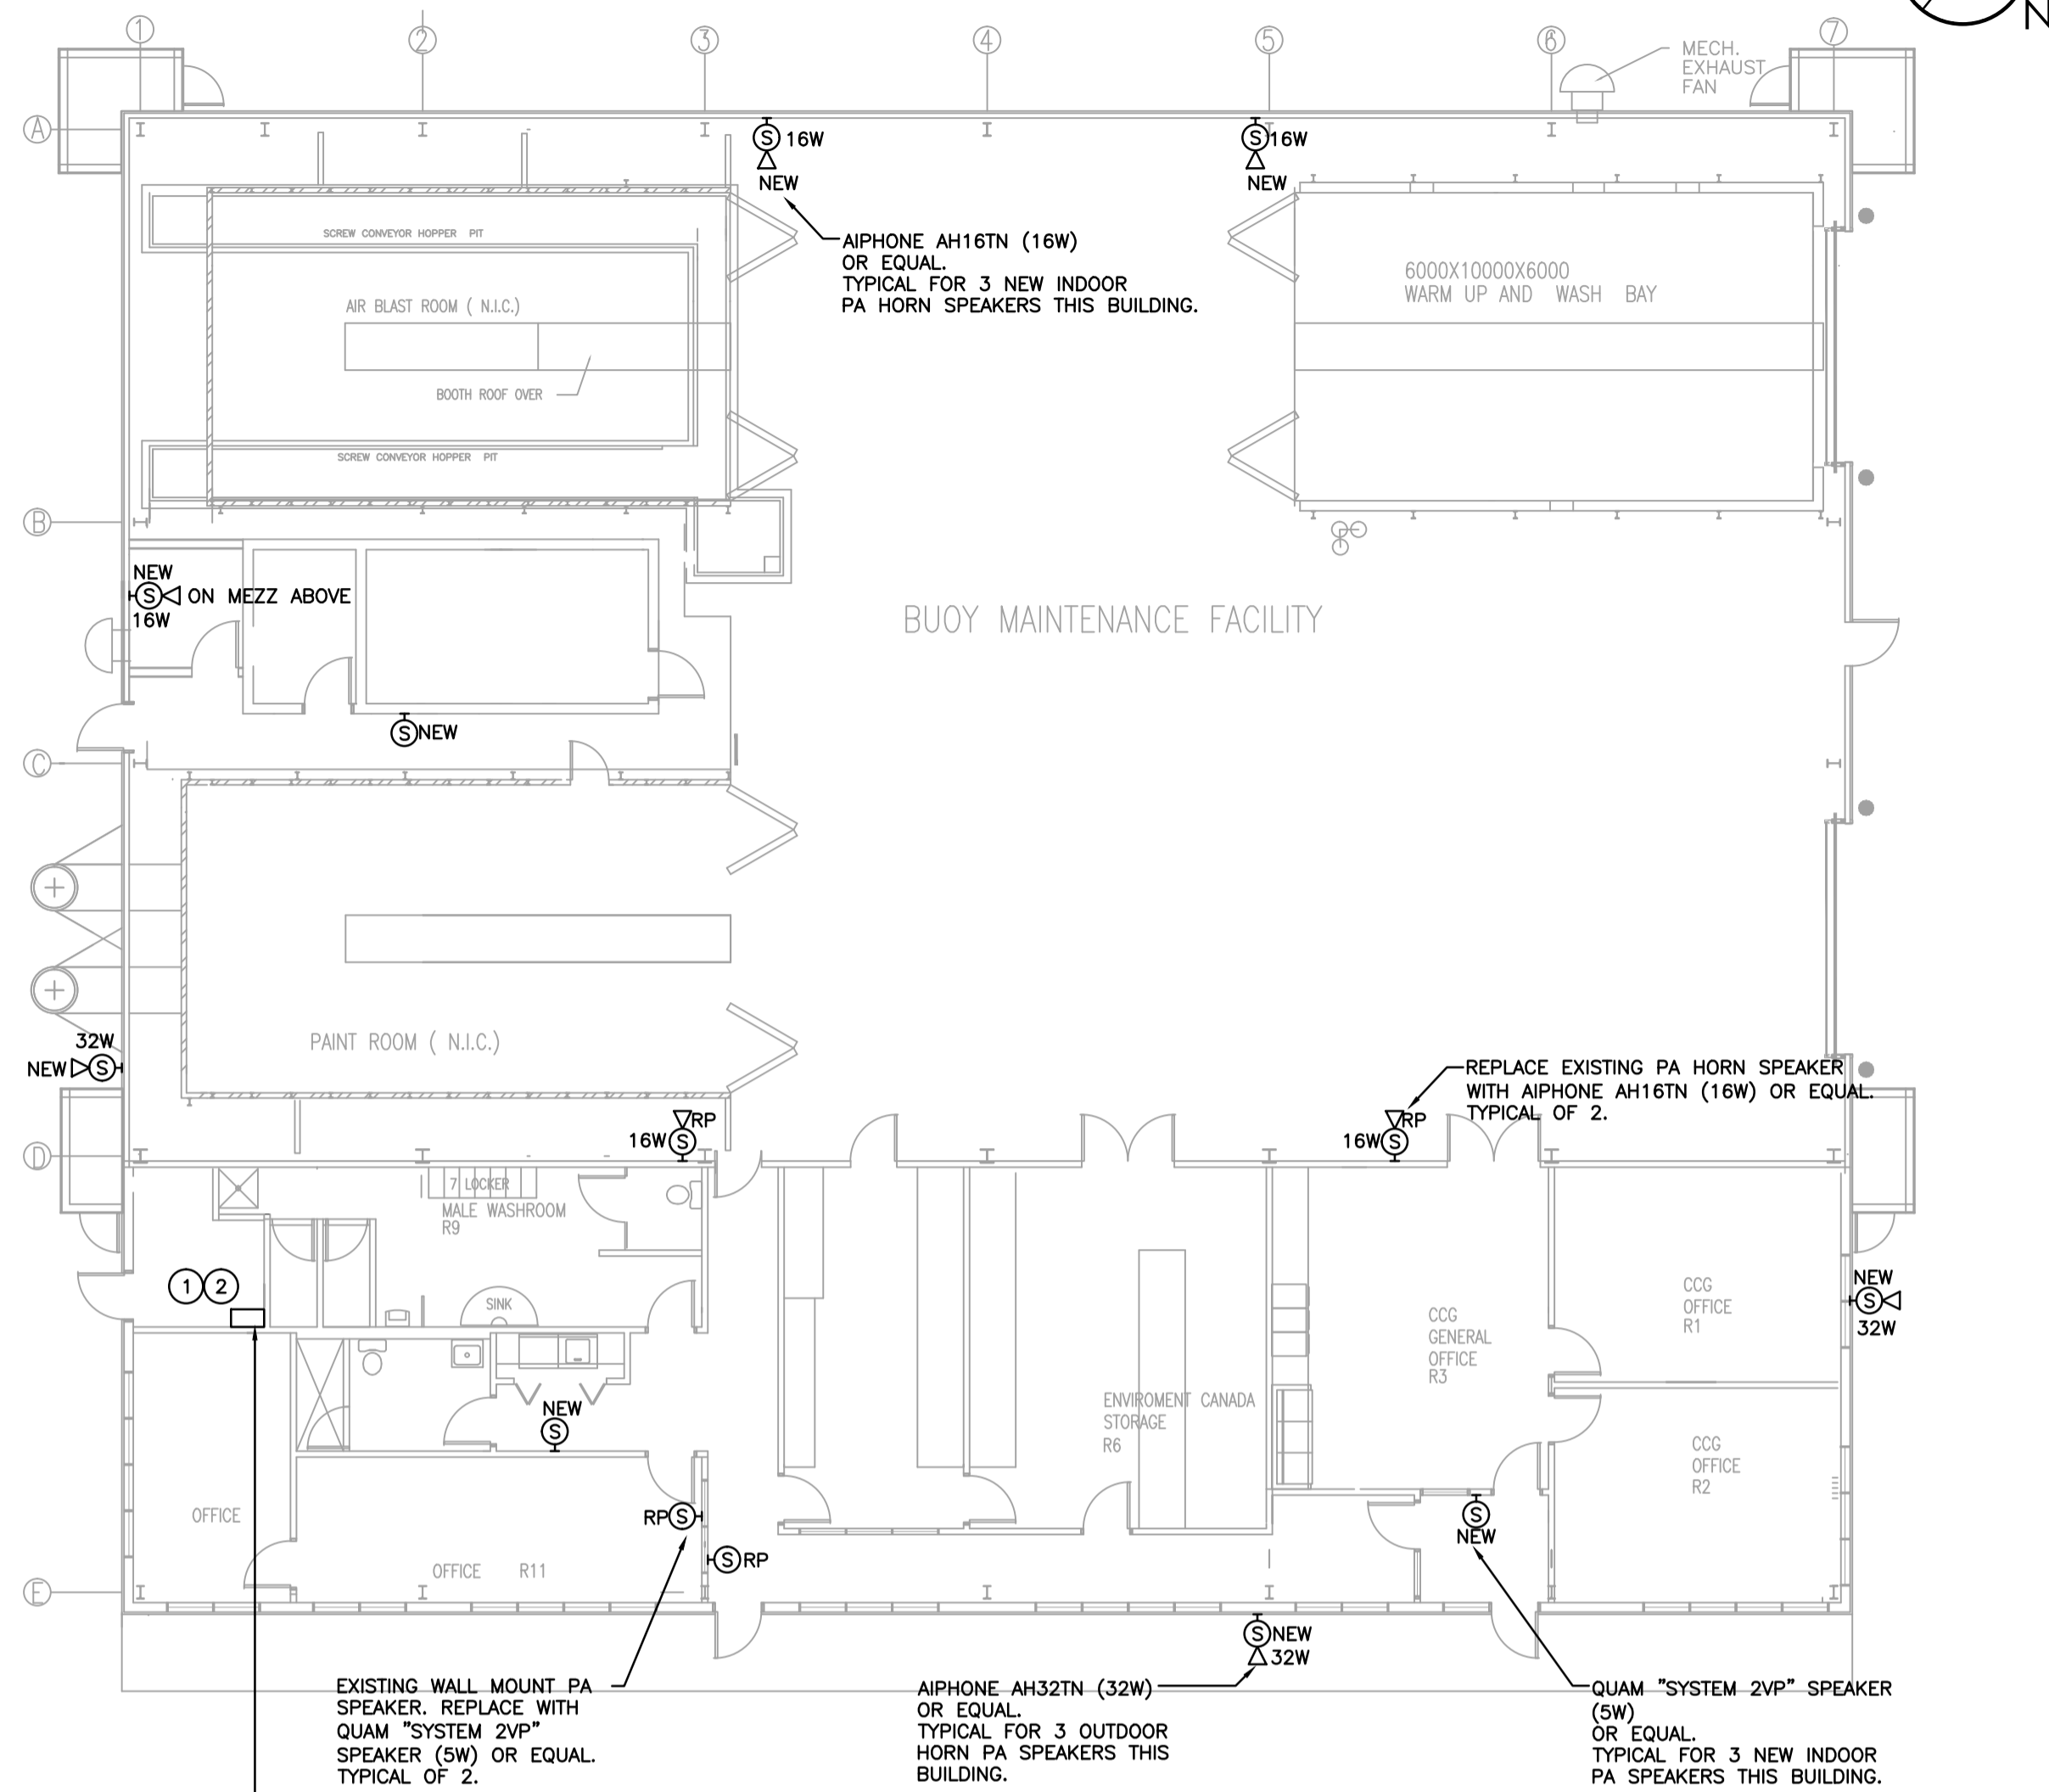 N
1
2
3
4
5
6
7
MECH.
EXHAUST
FAN
A
S 16W
NEW
S 16W
NEW
AIPHONE AH16TN (16W)
OR EQUAL.
TYPICAL FOR 3 NEW INDOOR
PA HORN SPEAKERS THIS BUILDING.
SCREW CONVEYOR HOPPER PIT
AIR BLAST ROOM ( N.I.C.)
BOOTH ROOF OVER
SCREW CONVEYOR HOPPER PIT
6000X10000X6000
WARM UP AND WASH BAY
B
NEW
S ON MEZZ ABOVE
16W
BUOY MAINTENANCE FACILITY
S NEW
C
PAINT ROOM ( N.I.C.)
32W
NEW S
RP
16W S
RP
16W S
REPLACE EXISTING PA HORN SPEAKER
WITH AIPHONE AH16TN (16W) OR EQUAL.
TYPICAL OF 2.
D
7 LOCKER
MALE WASHROOM
R9
1 2
SINK
NEW
S
CCG
GENERAL
OFFICE
R3
CCG
OFFICE
R1
NEW
S
32W
ENVIROMENT CANADA
STORAGE
R6
CCG
OFFICE
R2
OFFICE
RP S
S RP
S
NEW
OFFICE R11
E
S NEW
32W
EXISTING WALL MOUNT PA
SPEAKER. REPLACE WITH
QUAM "SYSTEM 2VP"
SPEAKER (5W) OR EQUAL.
TYPICAL OF 2.
AIPHONE AH32TN (32W)
OR EQUAL.
TYPICAL FOR 3 OUTDOOR
HORN PA SPEAKERS THIS
BUILDING.
QUAM "SYSTEM 2VP" SPEAKER
(5W)
OR EQUAL.
TYPICAL FOR 3 NEW INDOOR
PA SPEAKERS THIS BUILDING.